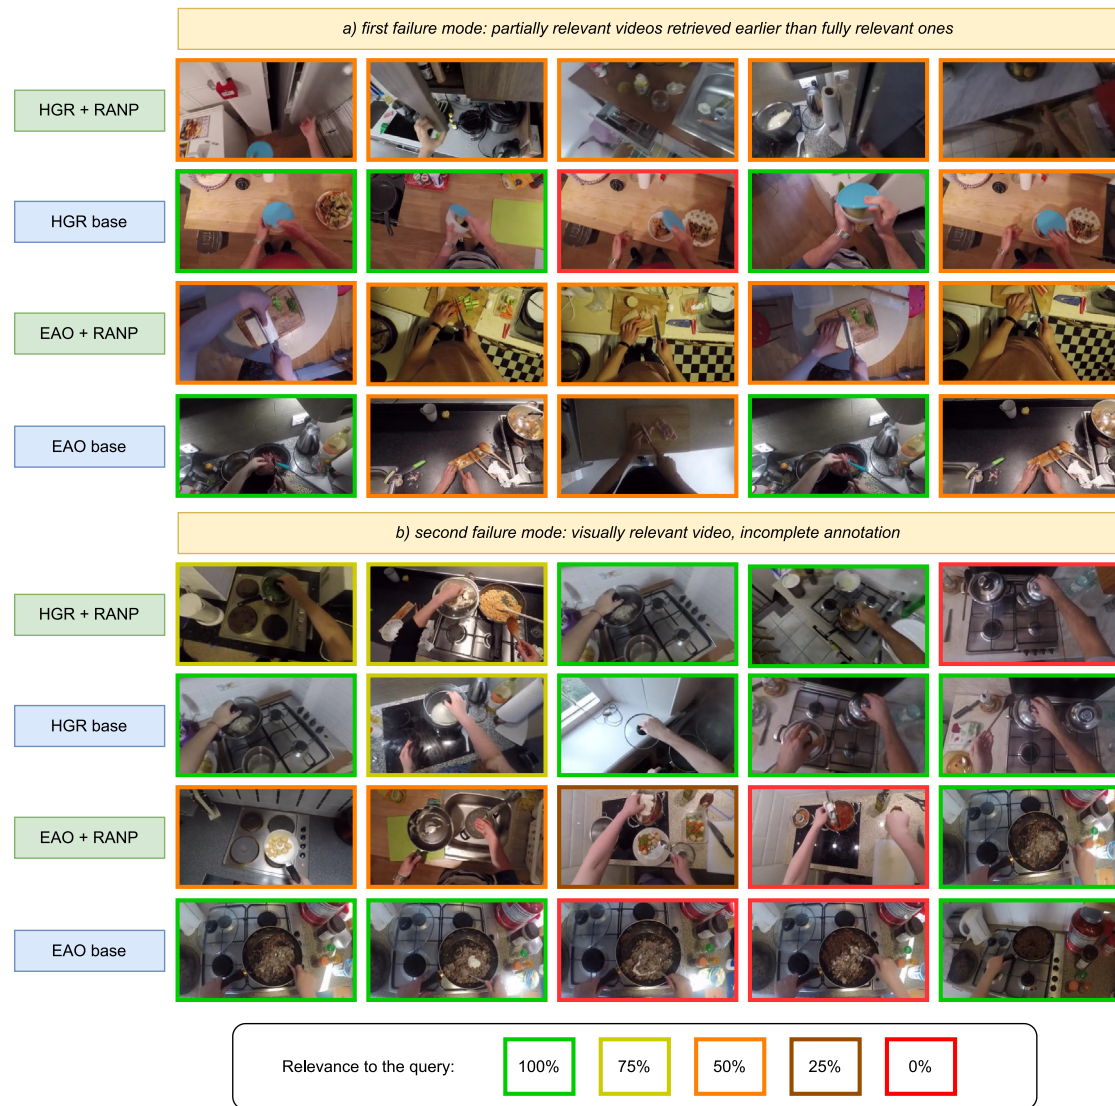 a) first failure mode: partially relevant videos retrieved earlier than fully relevant ones
HGR + RANP
HGR base
EAO + RANP
EAO base
b) second failure mode: visually relevant video, incomplete annotation
HGR + RANP
HGR base
EAO + RANP
EAO base
Relevance to the query:
100%
75%
50%
25%
0%